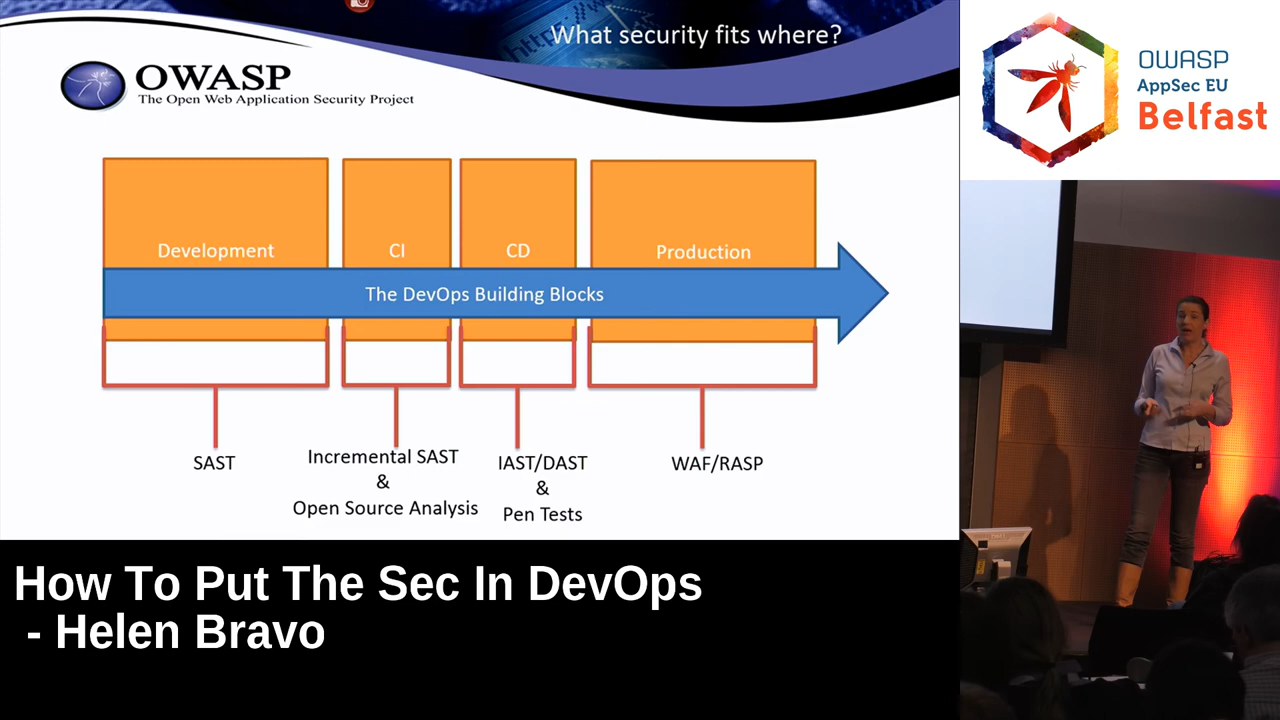 What security fits where?
OWASP
The Open Web Application Security Project
OWASP
AppSec EU
Belfast
Development
CI
CD
Production
The DevOps Building Blocks
SAST
Incremental SAST
&
Open Source Analysis
IAST/DAST
&
Pen Tests
WAF/RASP
How To Put The Sec In DevOps
- Helen Bravo